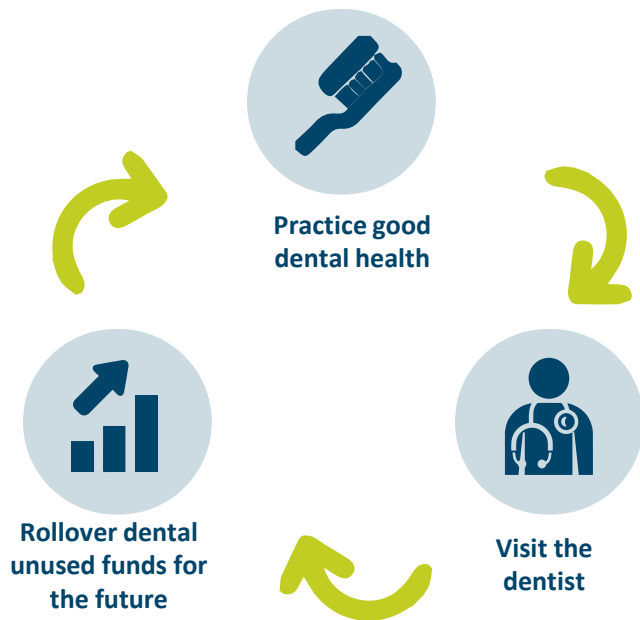 Practice good
dental health
Visit the
dentist
Rollover dental
unused funds for
the future